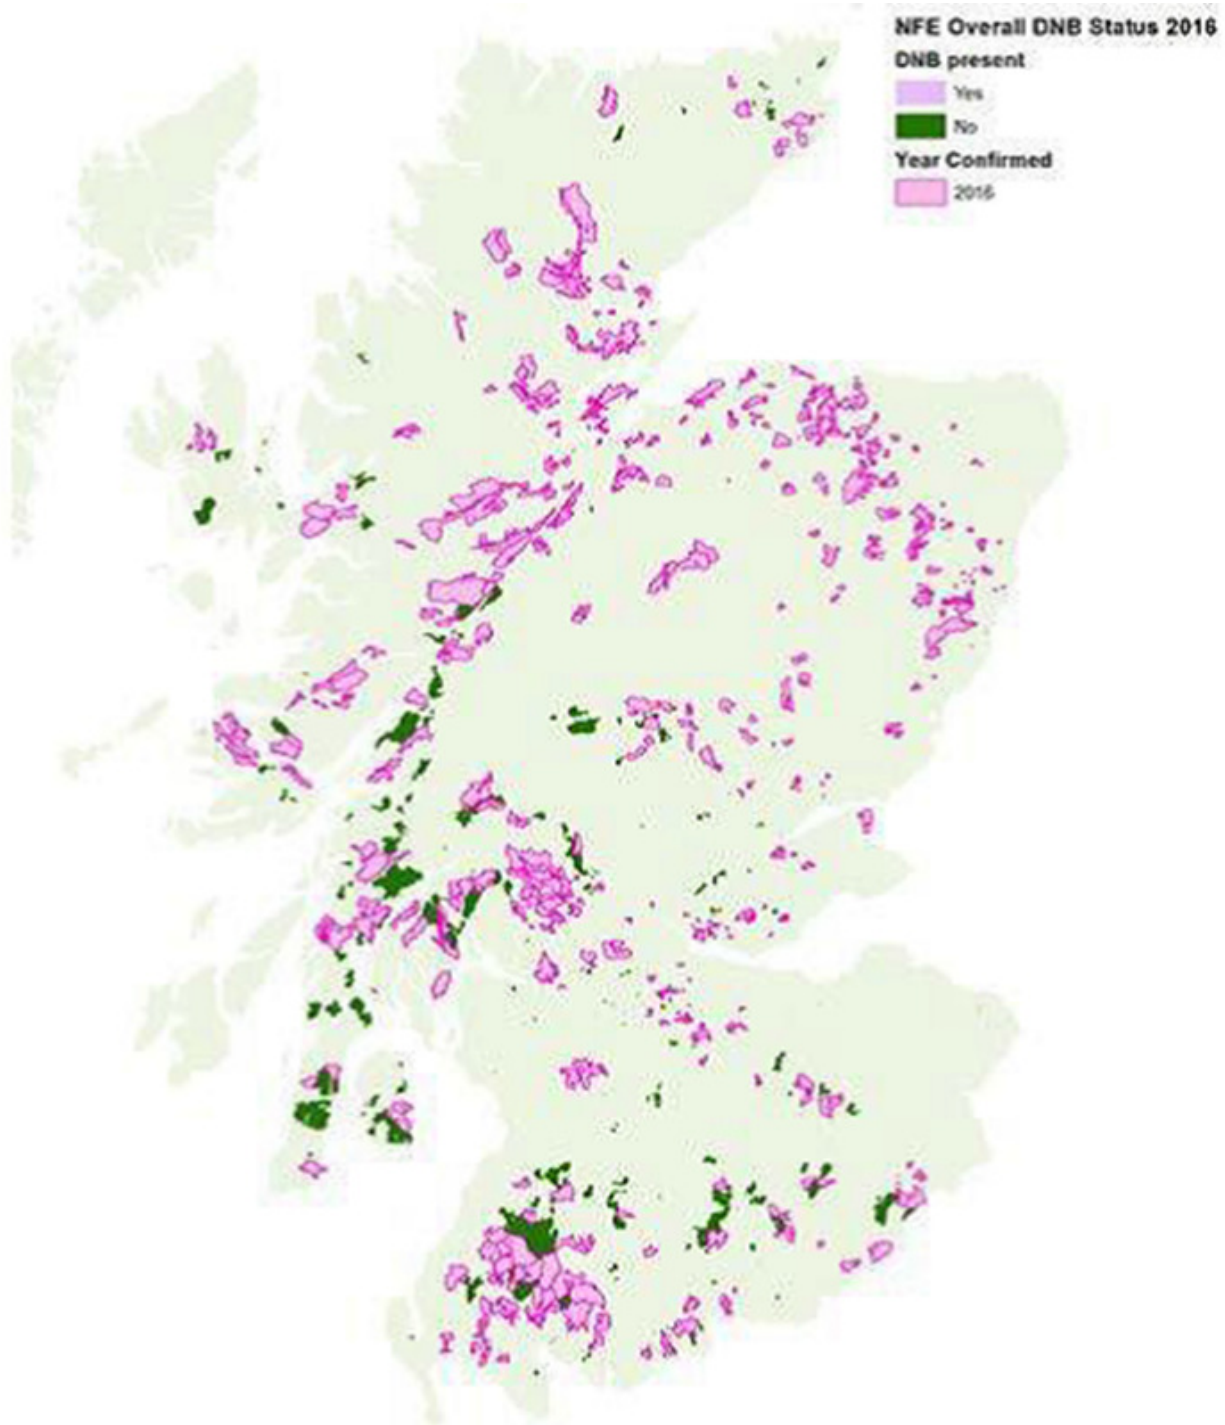 NFE Overall DNB Status 2016
DNB present
Yes
No
Year Confirmed
2016